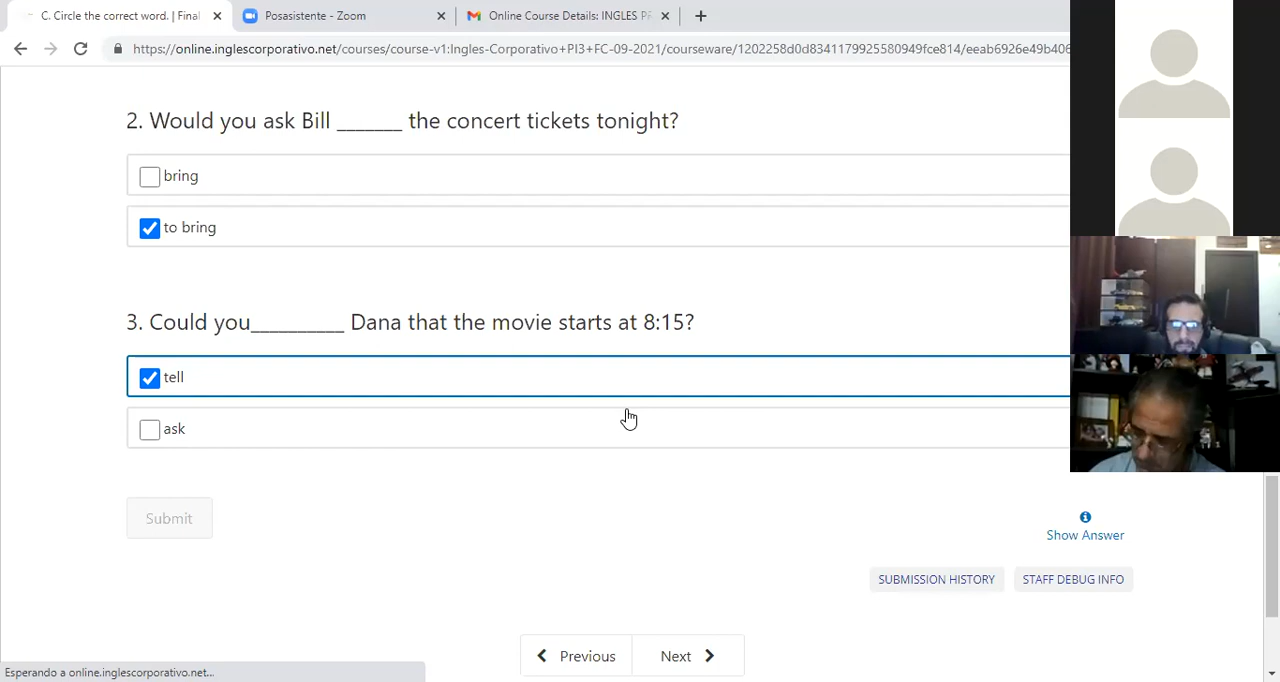 C. Circle the correct word. | Final
Posasistente - Zoom
Online Course Details: INGLES PR
https://online.inglescorporativo.net/courses/course-v1:Ingles-Corporativo+PI3+FC-09-2021/courseware/1202258d0d8341179925580949fce814/eeab6926e49b406
2. Would you ask Bill _______ the concert tickets tonight?
bring
to bring
3. Could you__________ Dana that the movie starts at 8:15?
tell
ask
Submit
Show Answer
SUBMISSION HISTORY
STAFF DEBUG INFO
Previous
Next
Esperando a online.inglescorporativo.net...